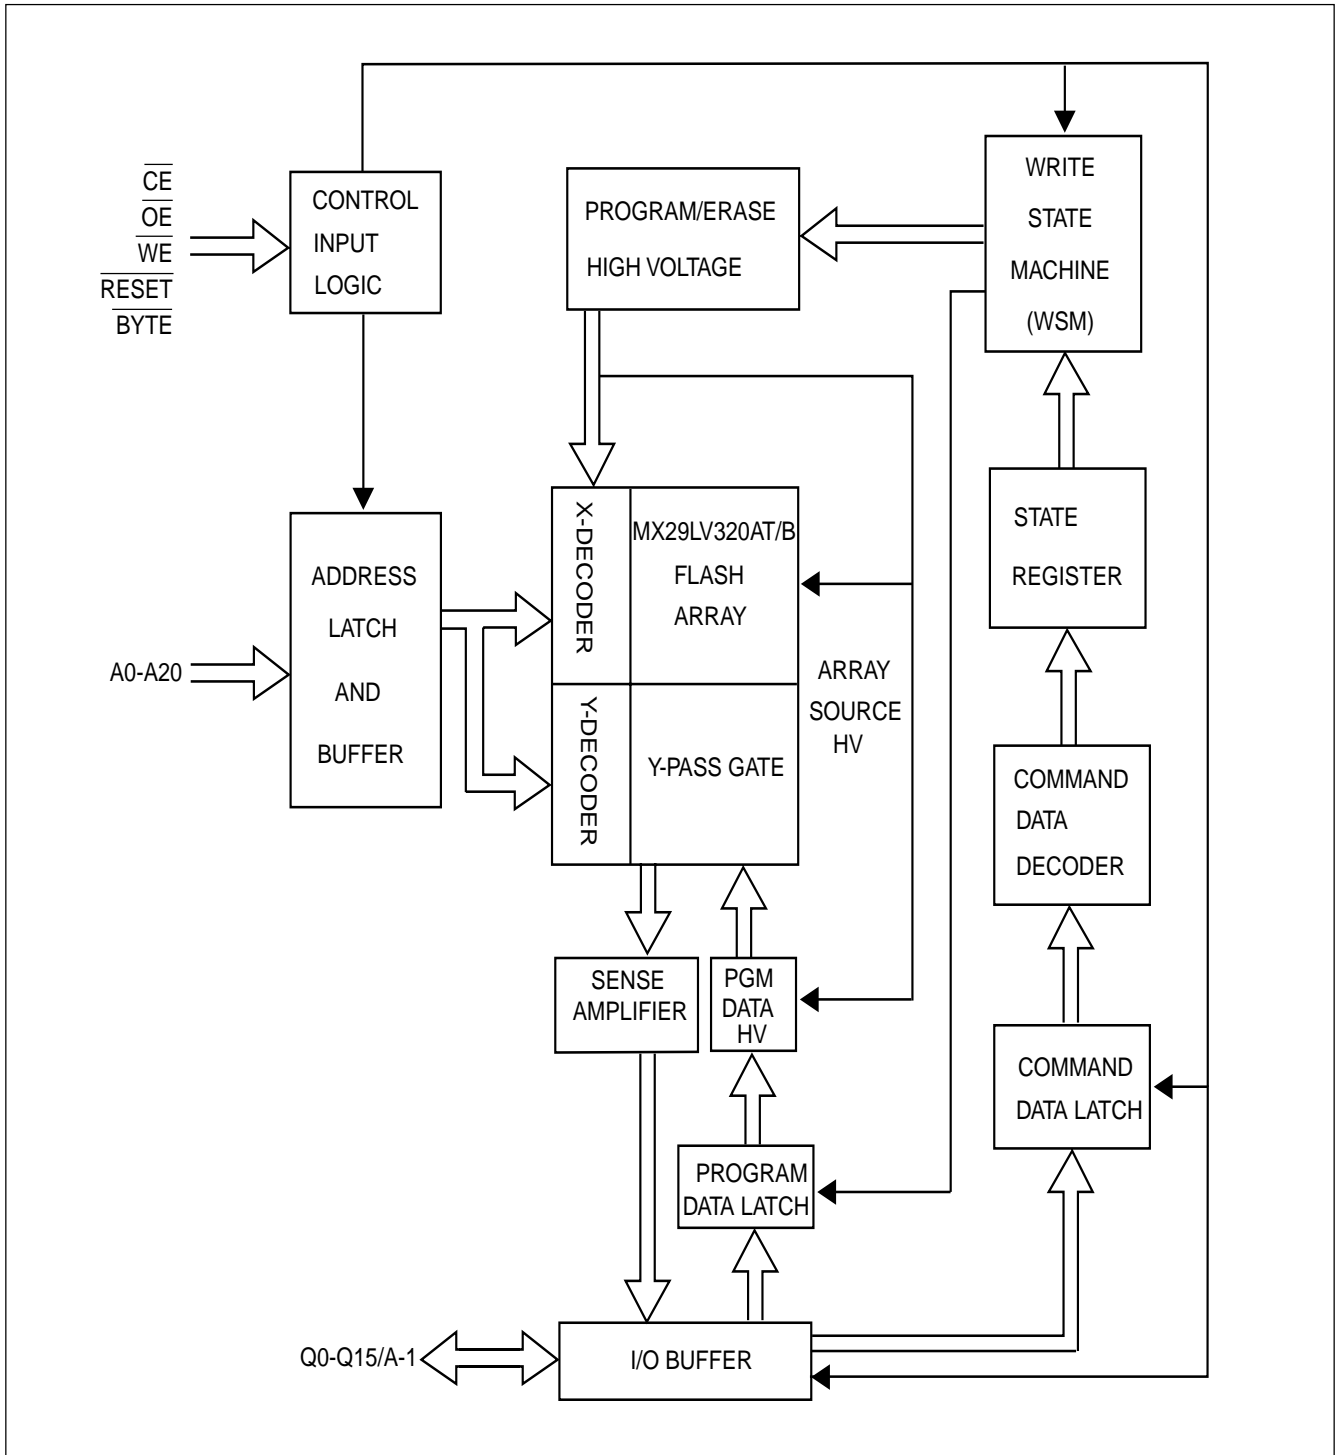 CE
OE
WE
RESET
BYTE
CONTROL
INPUT
LOGIC
PROGRAM/ERASE
HIGH VOLTAGE
WRITE
STATE
MACHINE
(WSM)
X-DECODER
MX29LV320AT/B
FLASH
ARRAY
STATE
REGISTER
ADDRESS
LATCH
AND
BUFFER
A0-A20
ARRAY
SOURCE
HV
Y-DECODER
Y-PASS GATE
COMMAND
DATA
DECODER
SENSE
AMPLIFIER
PGM
DATA
HV
COMMAND
DATA LATCH
PROGRAM
DATA LATCH
Q0-Q15/A-1
I/O BUFFER